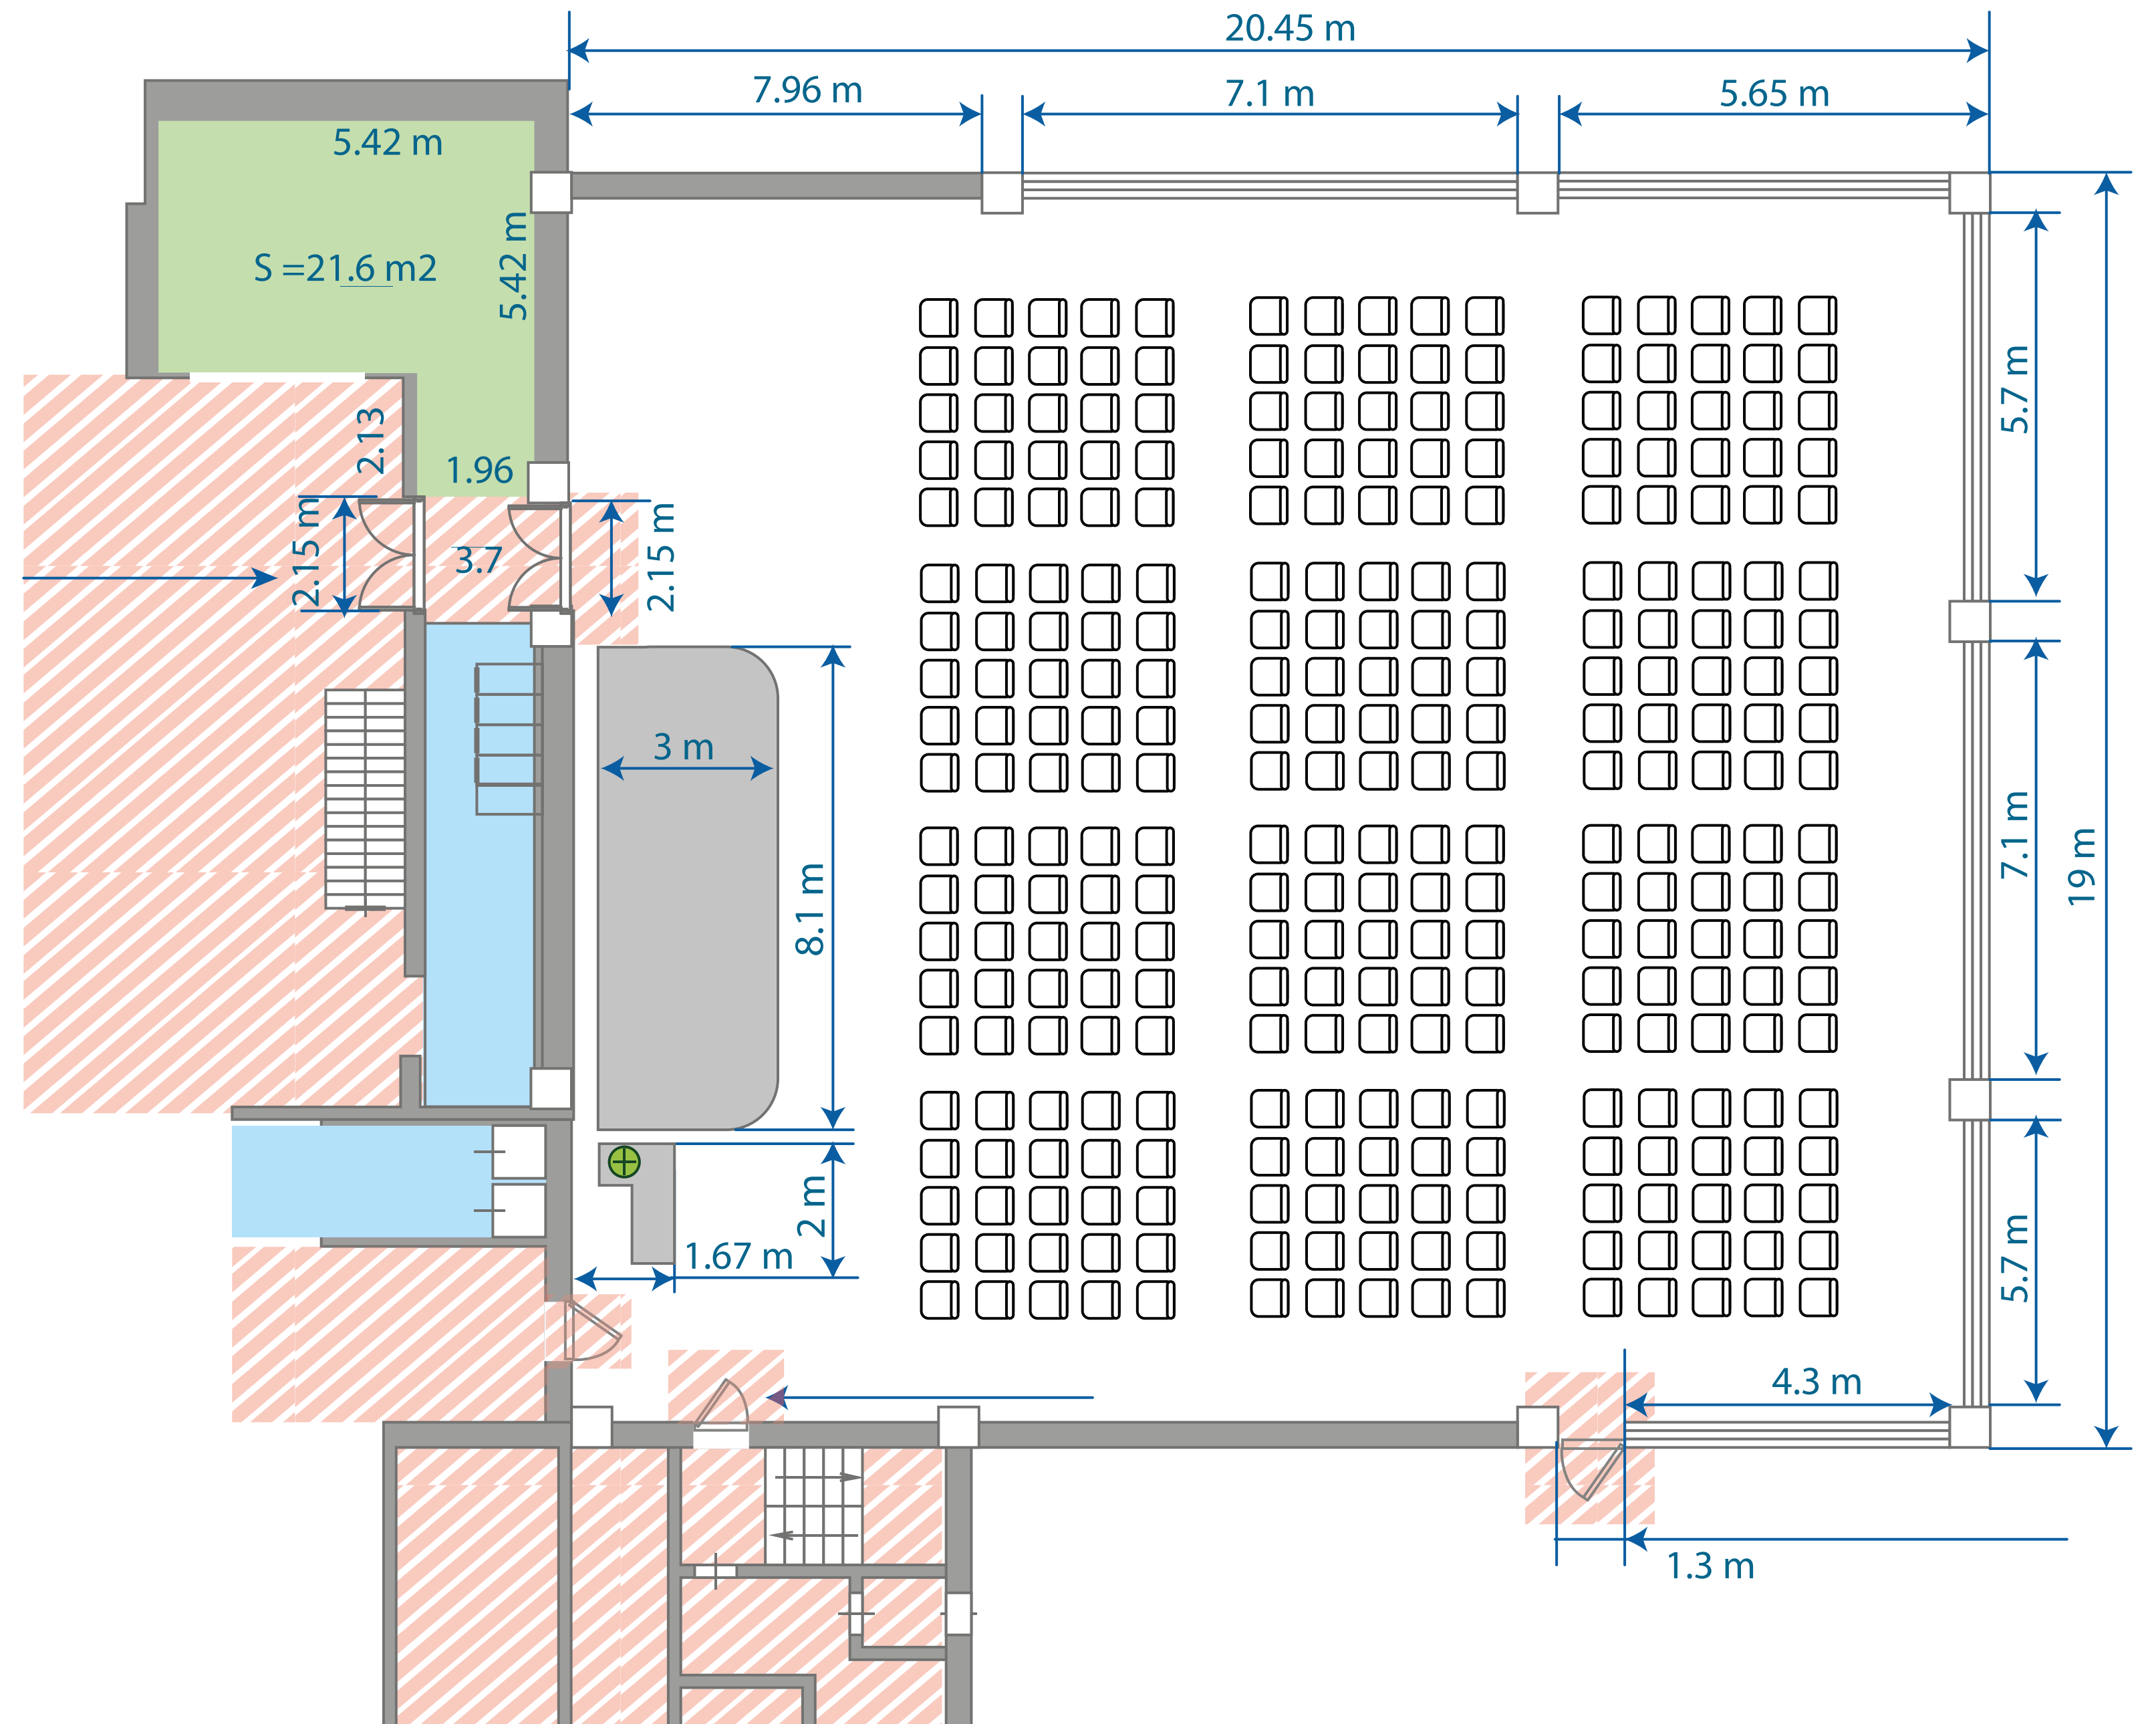 20.45 m
7.96 m
7.1 m
5.65 m
5.42 m
5.42 m
S =21.6 m2
5.7 m
2.13
1.96
2.15 m
3.7
2.15 m
3 m
7.1 m
19 m
8.1 m
2 m
1.67 m
5.7 m
4.3 m
1.3 m